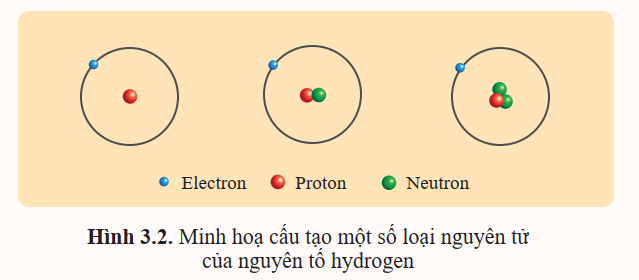 Electron Proton Neutron
Hình 3.2. Minh hoạ cấu tạo một số loại nguyên tử
của nguyên tố hydrogen